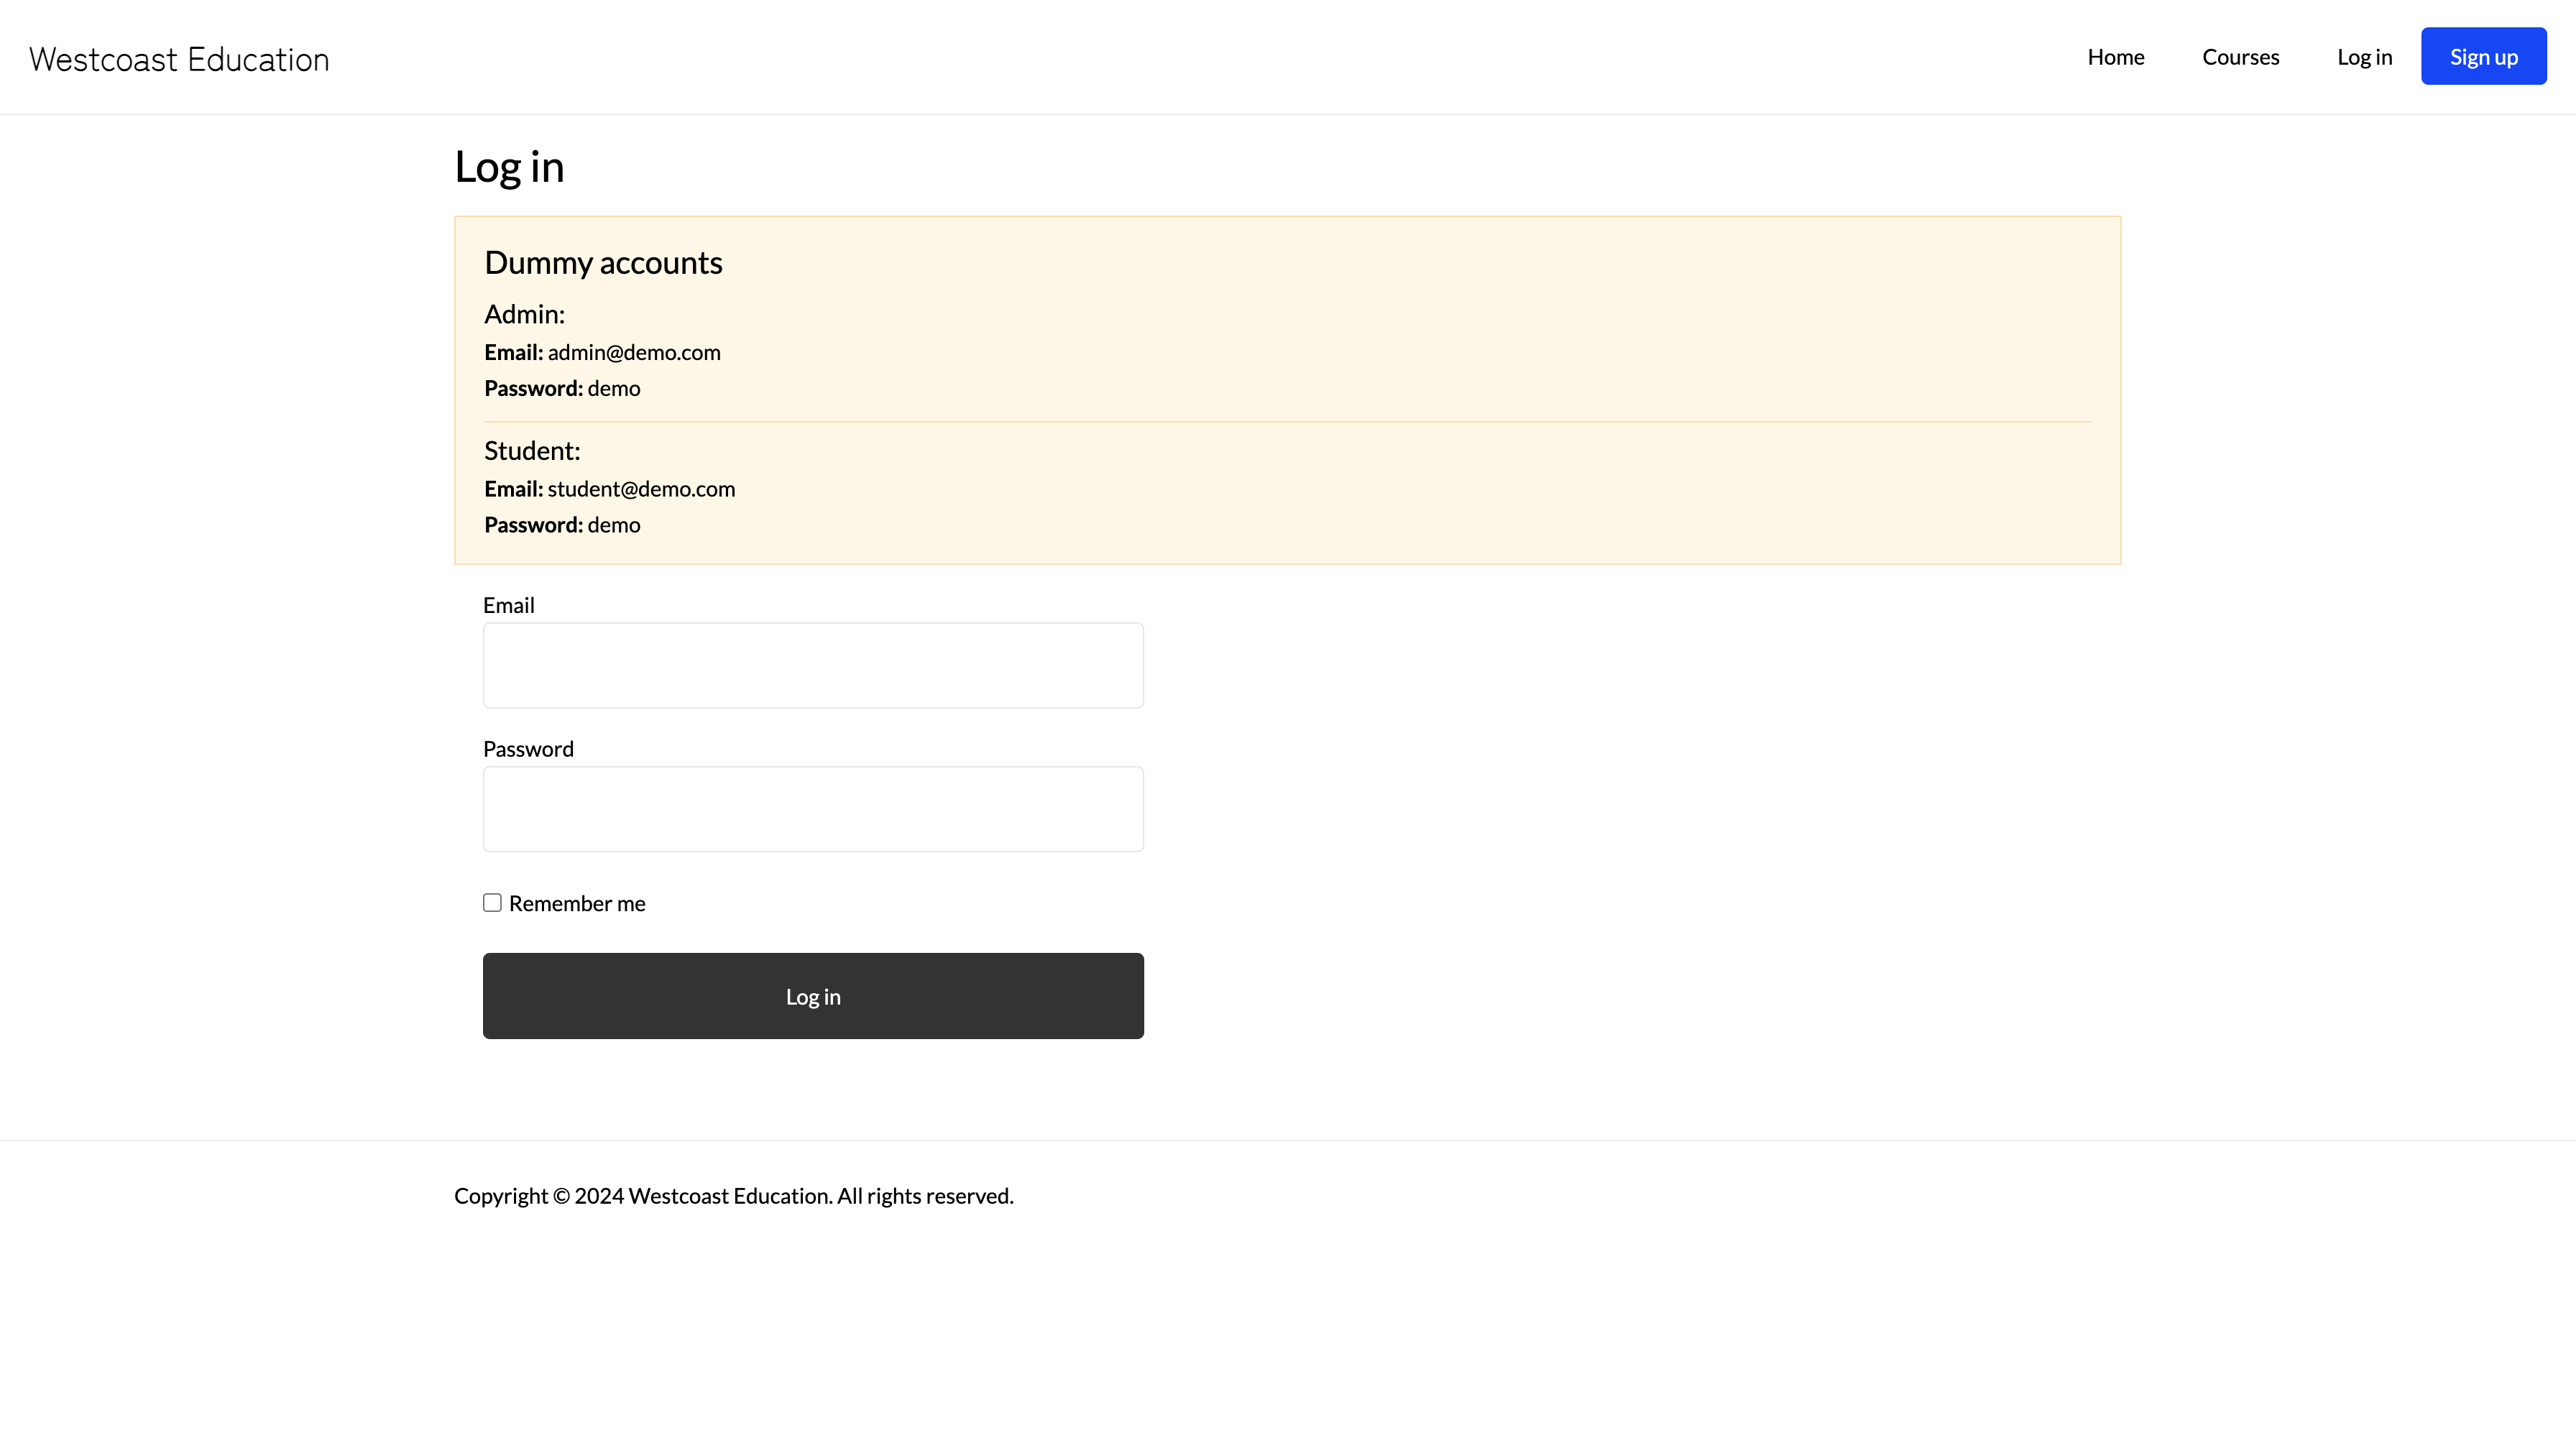 Westcoast Education
Home
Courses
Log in
Sign up
Log in
Dummy accounts
Admin:
Email: admin@demo.com
Password: demo
Student:
Email: student@demo.com
Password: demo
Email
Password
Remember me
Log in
Copyright © 2024 Westcoast Education. All rights reserved.